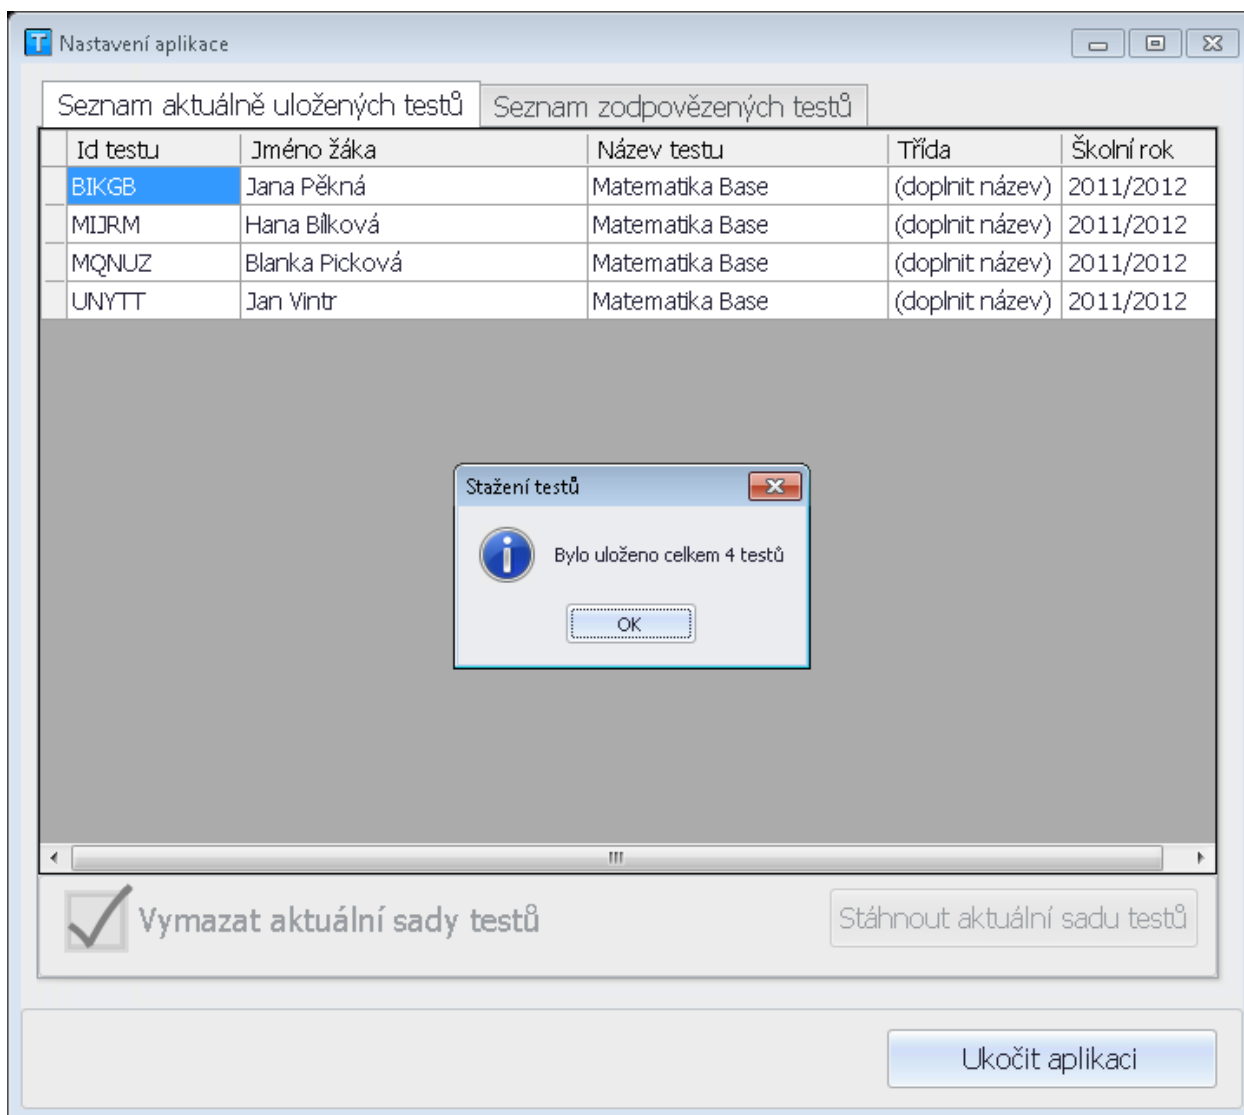 Nastavení aplikace
Seznam aktuálně uložených testů Seznam zodpovězených testů
Id testu Jméno žáka Název testu Třída Školní rok
BIKGB Jana Pěkná Matematika Base (doplnit název) 2011/2012
MIJRM Hana Bílková Matematika Base (doplnit název) 2011/2012
MQNUZ Blanka Picková Matematika Base (doplnit název) 2011/2012
UNYTT Jan Vintr Matematika Base (doplnit název) 2011/2012
Stažení testů
Bylo uloženo celkem 4 testů
OK
Vymazat aktuální sady testů Stáhnout aktuální sadu testů
Ukočit aplikaci